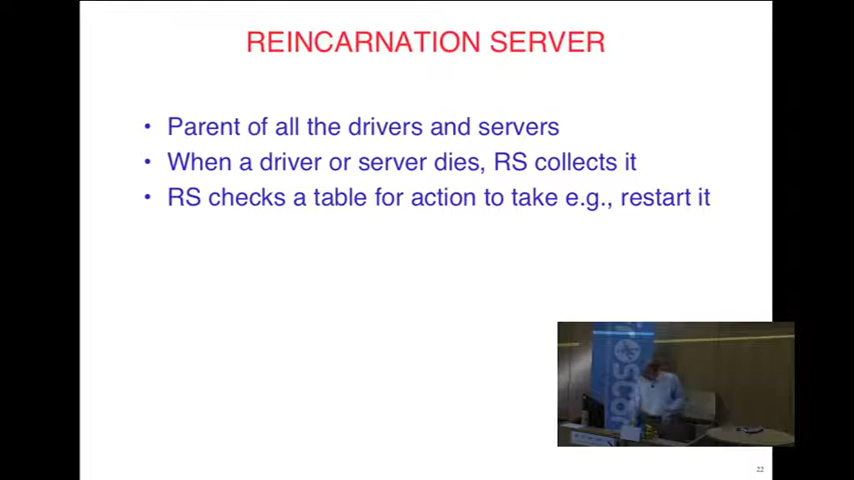 REINCARNATION SERVER
• Parent of all the drivers and servers
• When a driver or server dies, RS collects it
• RS checks a table for action to take e.g., restart it
22